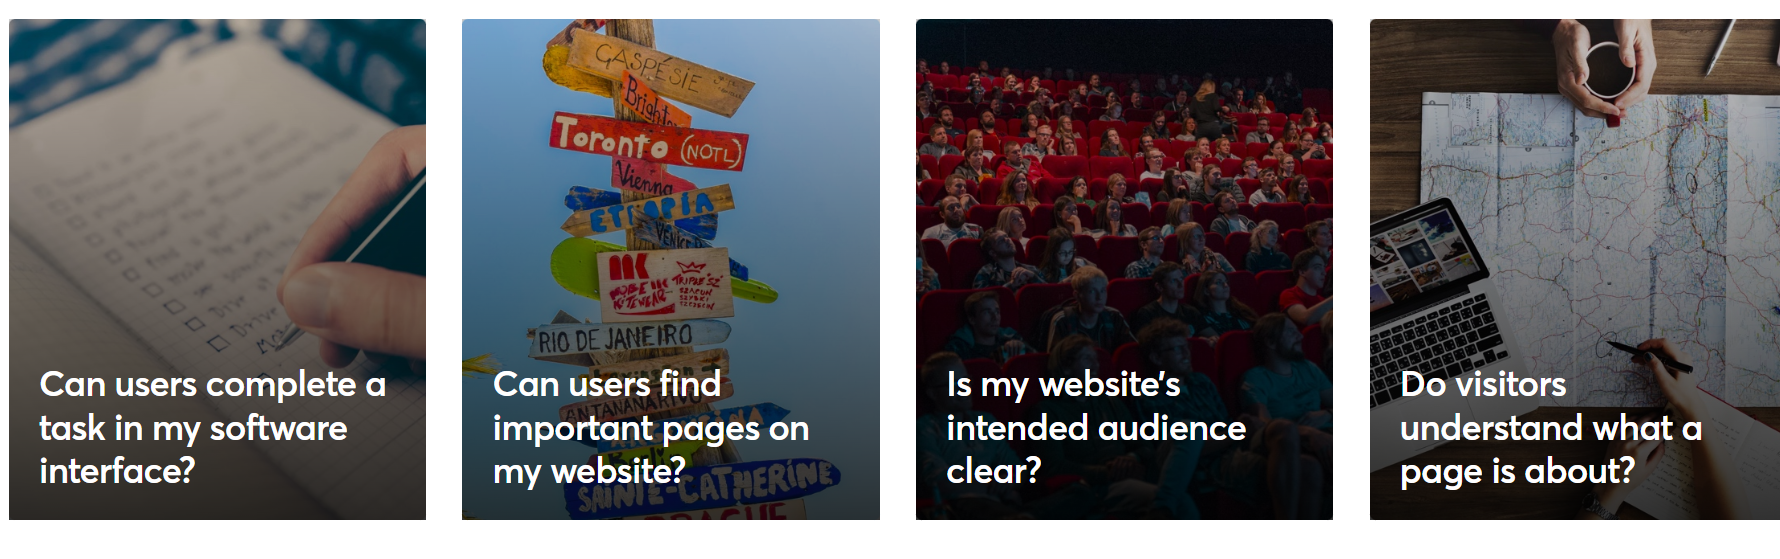 Can users complete a
task in my software
interface?
GASPÉSIE
Toronto (NOTL)
Vienna
VENICE
RIO DE JANEIRO
ANTANANARIVO
SAINTE-CATHERINE
PRAGUE
Can users find
important pages on
my website?
Is my website's
intended audience
clear?
Do visitors
understand what a
page is about?